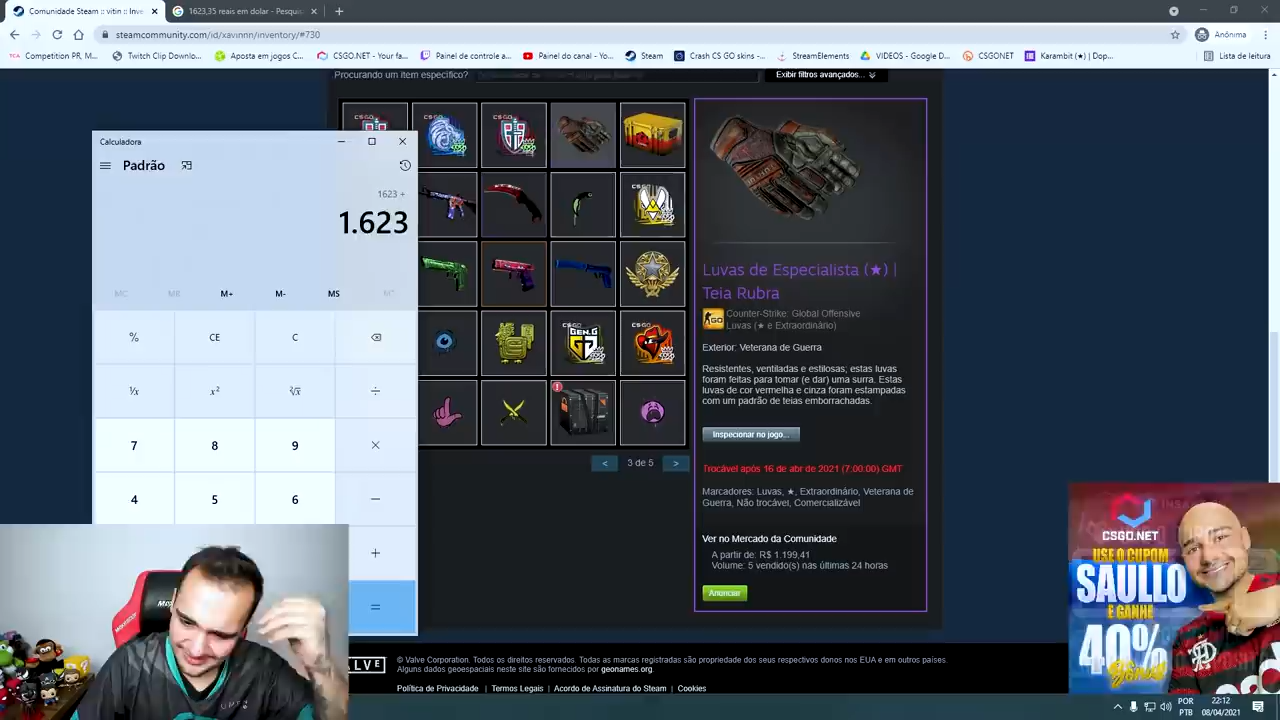 Comunidade Steam :: vitin :: Inve
1.623,35 reais em dolar - Pesquis
steamcommunity.com/id/xavinnn/inventory/#730
Anônima
Competition PR, M...
Twitch Clip Downlo...
Aposta em jogos C...
CSGO.NET - Your fa...
Painel de controle a...
Painel do canal - Yo...
Steam
Crash CS GO skins -...
StreamElements
VIDEOS - Google D...
CSGONET
Karambit (★) | Dop...
Lista de leitura
Procurando um item específico?
Exibir filtros avançados...
Calculadora
Padrão
1623 +
1.623
MC MR M+ M- MS
% CE C
¹/x x² ²√x ÷
7 8 9 ×
4 5 6 −
+
=
< 3 de 5 >
Luvas de Especialista (★) |
Teia Rubra
Counter-Strike: Global Offensive
Luvas (★ e Extraordinário)
Exterior: Veterana de Guerra
Resistentes, ventiladas e estilosas; estas luvas
foram feitas para tomar (e dar) uma surra. Estas
luvas de cor vermelha e cinza foram estampadas
com um padrão de teias emborrachadas.
Inspecionar no jogo...
Trocável após 16 de abr de 2021 (7:00:00) GMT
Marcadores: Luvas, ★, Extraordinário, Veterana de
Guerra, Não trocável, Comercializável
Ver no Mercado da Comunidade
A partir de: R$ 1.199,41
Volume: 5 vendido(s) nas últimas 24 horas
Anunciar
CSGO.NET
USE O CUPOM
SAULLO
E GANHE
40%
BÔNUS
VALVE
© Valve Corporation. Todos os direitos reservados. Todas as marcas registradas são propriedade dos seus respectivos donos nos EUA e em outros países.
Alguns dados geoespaciais neste site são fornecidos por geonames.org.
Política de Privacidade | Termos Legais | Acordo de Assinatura do Steam | Cookies
POR
PTB
22:12
08/04/2021